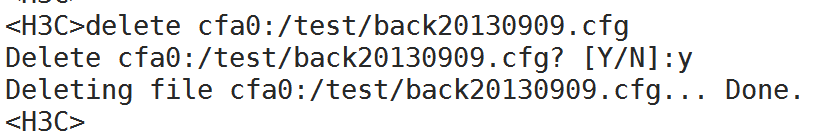 <H3C>delete cfa0:/test/back20130909.cfg
Delete cfa0:/test/back20130909.cfg? [Y/N]:y
Deleting file cfa0:/test/back20130909.cfg... Done.
<H3C>